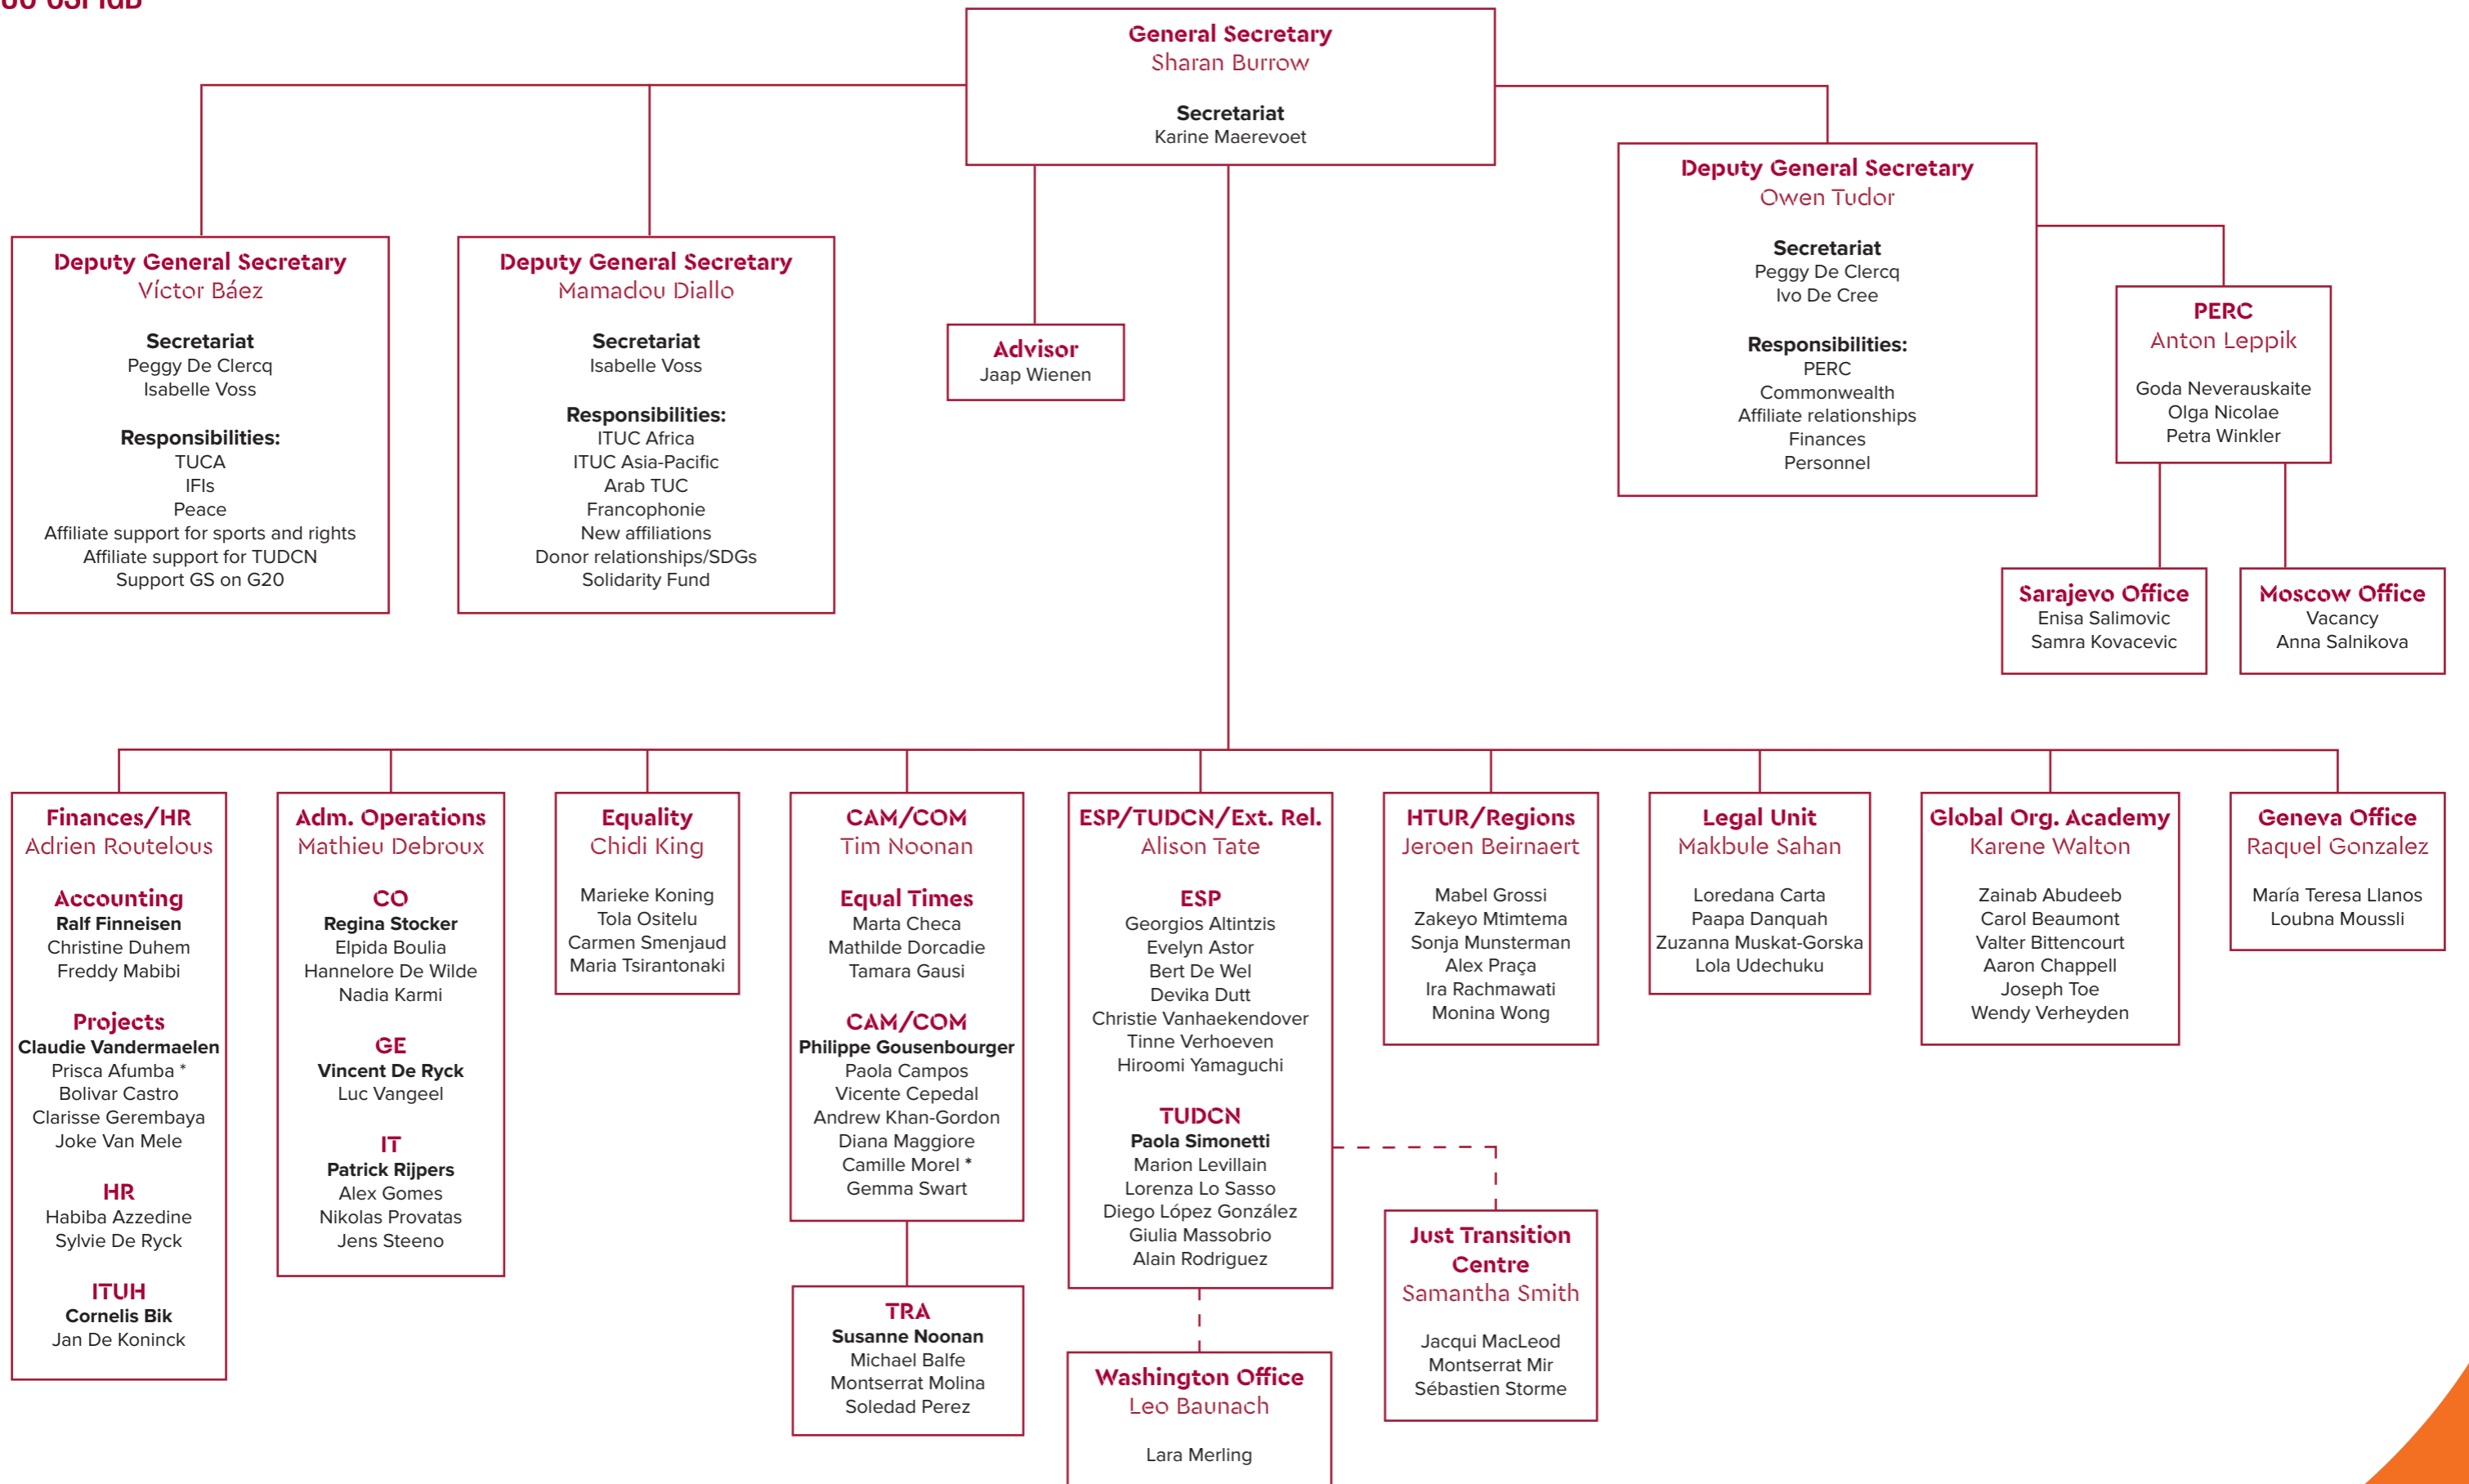 General Secretary
Sharan Burrow
Secretariat
Karine Maerevoet
Deputy General Secretary
Víctor Báez
Secretariat
Peggy De Clercq
Isabelle Voss
Responsibilities:
TUCA
IFIs
Peace
Affiliate support for sports and rights
Affiliate support for TUDCN
Support GS on G20
Deputy General Secretary
Mamadou Diallo
Secretariat
Isabelle Voss
Responsibilities:
ITUC Africa
ITUC Asia-Pacific
Arab TUC
Francophonie
New affiliations
Donor relationships/SDGs
Solidarity Fund
Advisor
Jaap Wienen
Deputy General Secretary
Owen Tudor
Secretariat
Peggy De Clercq
Ivo De Cree
Responsibilities:
PERC
Commonwealth
Affiliate relationships
Finances
Personnel
PERC
Anton Leppik
Goda Neverauskaite
Olga Nicolae
Petra Winkler
Sarajevo Office
Enisa Salimovic
Samra Kovacevic
Moscow Office
Vacancy
Anna Salnikova
Finances/HR
Adrien Routelous
Accounting
Ralf Finneisen
Christine Duhem
Freddy Mabibi
Projects
Claudie Vandermaelen
Prisca Afumba *
Bolivar Castro
Clarisse Gerembaya
Joke Van Mele
HR
Habiba Azzedine
Sylvie De Ryck
ITUH
Cornelis Bik
Jan De Koninck
Adm. Operations
Mathieu Debroux
CO
Regina Stocker
Elpida Boulia
Hannelore De Wilde
Nadia Karmi
GE
Vincent De Ryck
Luc Vangeel
IT
Patrick Rijpers
Alex Gomes
Nikolas Provatas
Jens Steeno
Equality
Chidi King
Marieke Koning
Tola Ositelu
Carmen Smenjaud
Maria Tsirantonaki
CAM/COM
Tim Noonan
Equal Times
Marta Checa
Mathilde Dorcadie
Tamara Gausi
CAM/COM
Philippe Gousenbourger
Paola Campos
Vicente Cepedal
Andrew Khan-Gordon
Diana Maggiore
Camille Morel *
Gemma Swart
TRA
Susanne Noonan
Michael Balfe
Montserrat Molina
Soledad Perez
ESP/TUDCN/Ext. Rel.
Alison Tate
ESP
Georgios Altintzis
Evelyn Astor
Bert De Wel
Devika Dutt
Christie Vanhaekendover
Tinne Verhoeven
Hiroomi Yamaguchi
TUDCN
Paola Simonetti
Marion Levillain
Lorenza Lo Sasso
Diego López González
Giulia Massobrio
Alain Rodriguez
Washington Office
Leo Baunach
Lara Merling
HTUR/Regions
Jeroen Beirnaert
Mabel Grossi
Zakeyo Mtimtema
Sonja Munsterman
Alex Praça
Ira Rachmawati
Monina Wong
Just Transition
Centre
Samantha Smith
Jacqui MacLeod
Montserrat Mir
Sébastien Storme
Legal Unit
Makbule Sahan
Loredana Carta
Paapa Danquah
Zuzanna Muskat-Gorska
Lola Udechuku
Global Org. Academy
Karene Walton
Zainab Abudeeb
Carol Beaumont
Valter Bittencourt
Aaron Chappell
Joseph Toe
Wendy Verheyden
Geneva Office
Raquel Gonzalez
María Teresa Llanos
Loubna Moussli